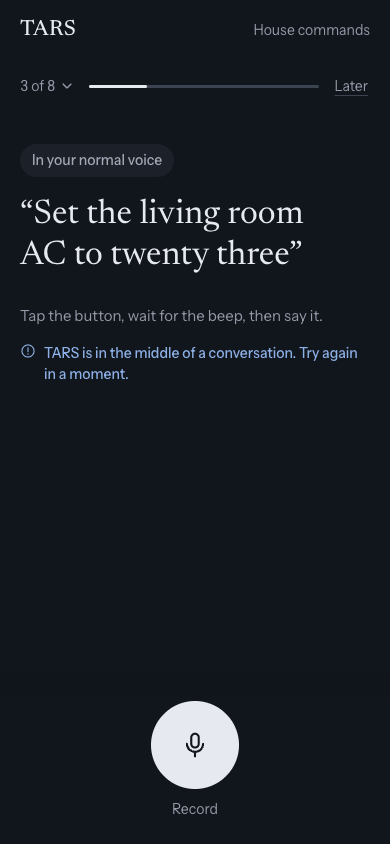 TARS
House commands
3 of 8
Later
In your normal voice
“Set the living room
AC to twenty three”
Tap the button, wait for the beep, then say it.
TARS is in the middle of a conversation. Try again
in a moment.
Record